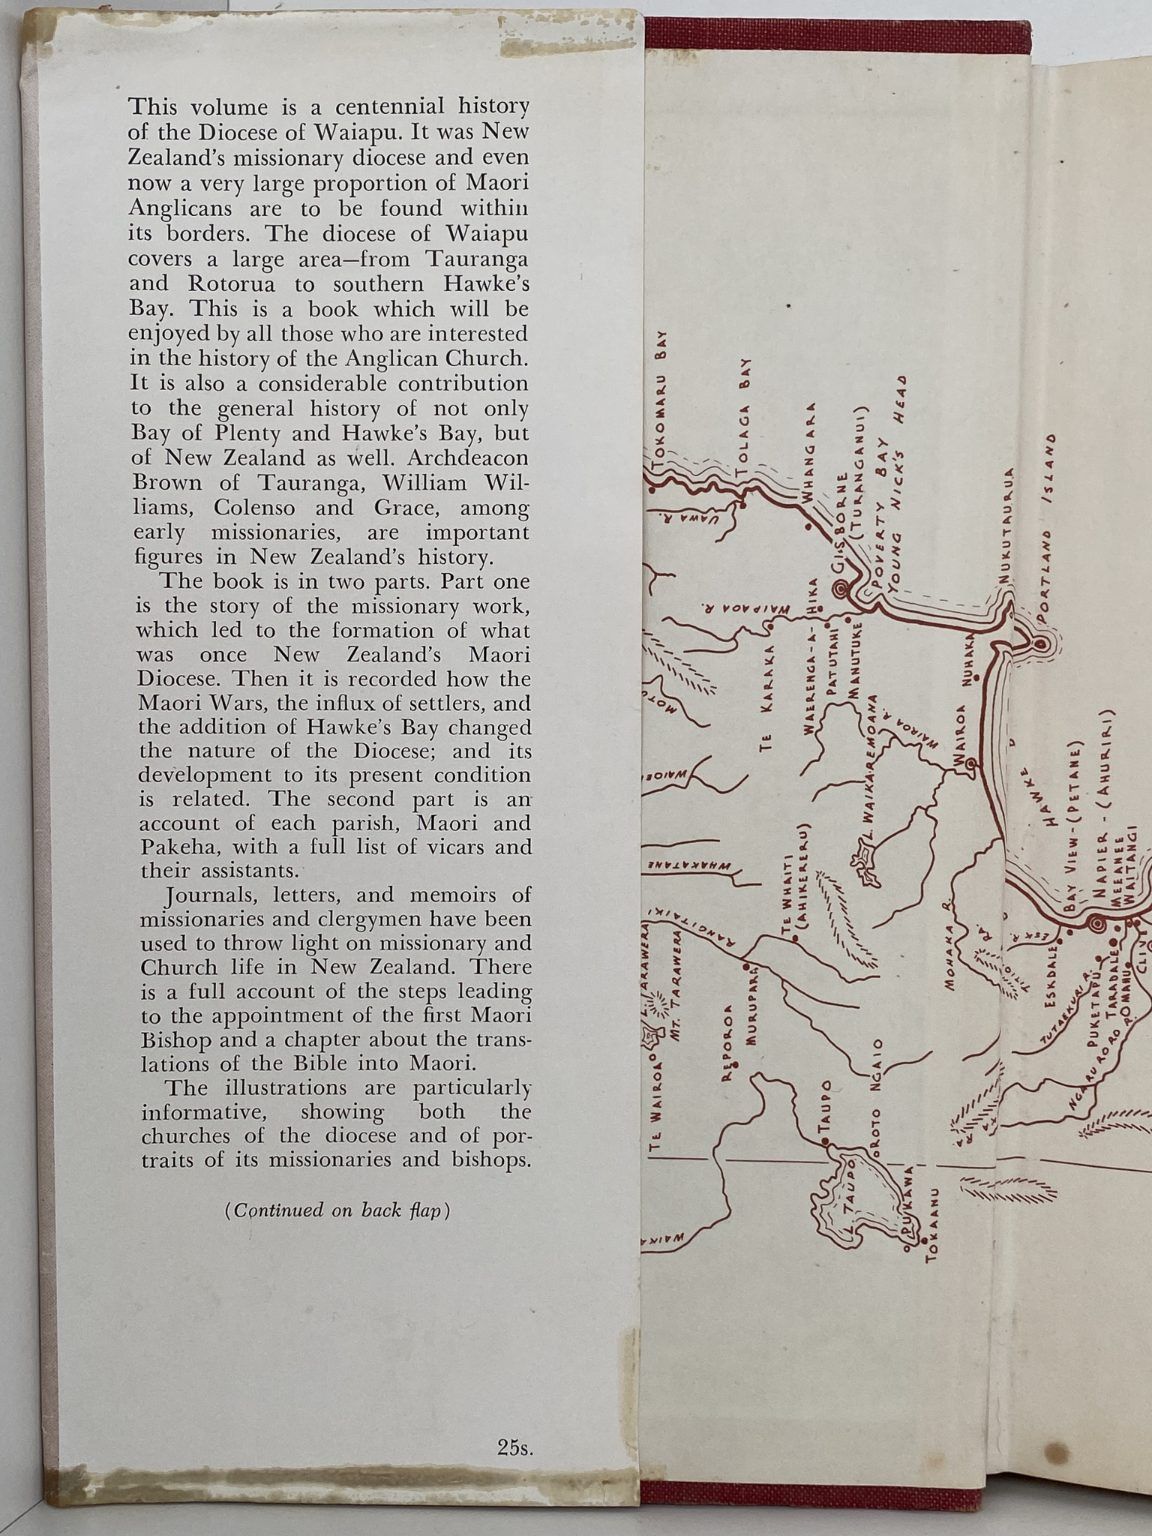 This volume is a centennial history
of the Diocese of Waiapu. It was New
Zealand's missionary diocese and even
now a very large proportion of Maori
Anglicans are to be found within
its borders. The diocese of Waiapu
covers a large area—from Tauranga
and Rotorua to southern Hawke's
Bay. This is a book which will be
enjoyed by all those who are interested
in the history of the Anglican Church.
It is also a considerable contribution
to the general history of not only
Bay of Plenty and Hawke's Bay, but
of New Zealand as well. Archdeacon
Brown of Tauranga, William Wil-
liams, Colenso and Grace, among
early missionaries, are important
figures in New Zealand's history.
The book is in two parts. Part one
is the story of the missionary work,
which led to the formation of what
was once New Zealand's Maori
Diocese. Then it is recorded how the
Maori Wars, the influx of settlers, and
the addition of Hawke's Bay changed
the nature of the Diocese; and its
development to its present condition
is related. The second part is an
account of each parish, Maori and
Pakeha, with a full list of vicars and
their assistants.
Journals, letters, and memoirs of
missionaries and clergymen have been
used to throw light on missionary and
Church life in New Zealand. There
is a full account of the steps leading
to the appointment of the first Maori
Bishop and a chapter about the trans-
lations of the Bible into Maori.
The illustrations are particularly
informative, showing both the
churches of the diocese and of por-
traits of its missionaries and bishops.
(Continued on back flap)
25s.
TOKOMARU BAY
TOLAGA BAY
UAWA R.
WHANGARA
GISBORNE
(TURANGANUI)
POVERTY BAY
YOUNG NICK'S HEAD
NUKUTAURUA
PORTLAND ISLAND
WAIPAOA R.
TE KARAKA
WAERENGA-A-HIKA
PATUTAHI
MANUTUKE
NUHAKA
MOTU
WAIROA R.
WAIROA
L. WAIKAREMOANA
HAWKE
BAY VIEW-(PETANE)
NAPIER-(AHURIRI)
MEEANEE
WAITANGI
WHAKATANE
TE WHAITI
(AHIKERERU)
RANGITAIKI
MOHAKA R.
ESK R.
ESKDALE
TUTAEKURI R.
PUKETAPU
TARADALE
OMAHU
CLIVE
NGARURORO R.
L. TARAWERA
MT. TARAWERA
TE WAIROA
REPOROA
MURUPARA
TAUPO
OROTO NGAIO
L. TAUPO
PUKAWA
TOKAANU
WAIKA